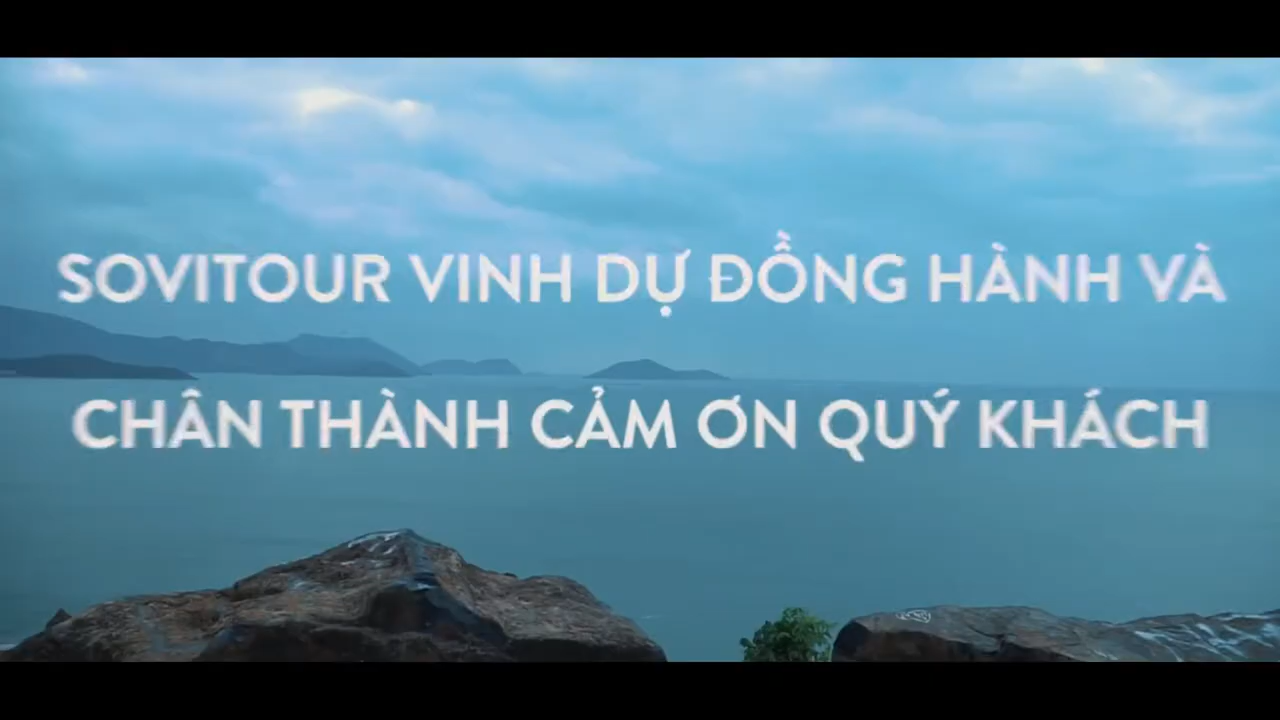 SOVITOUR VINH DỰ ĐỒNG HÀNH VÀ
CHÂN THÀNH CẢM ƠN QUÝ KHÁCH